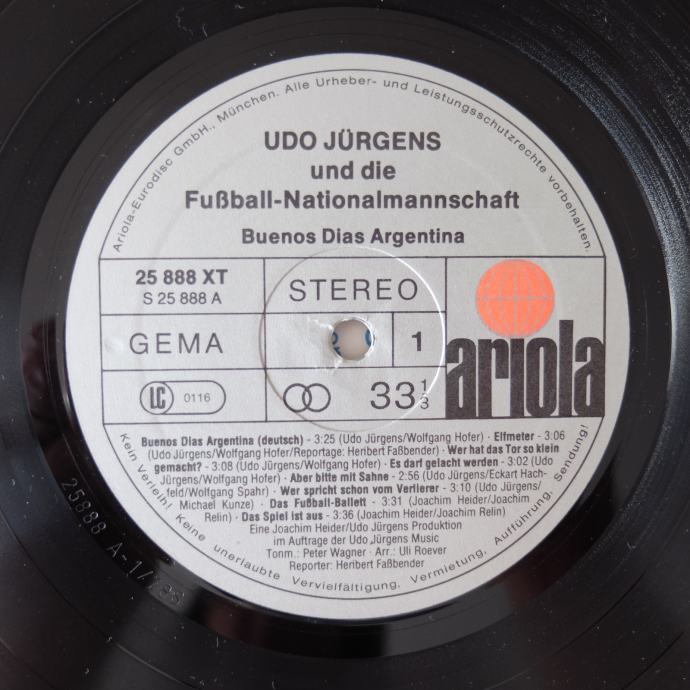 Ariola-Eurodisc GmbH., München. Alle Urheber- und Leistungsschutzrechte vorbehalten.
UDO JÜRGENS
und die
Fußball-Nationalmannschaft
Buenos Dias Argentina
25 888 XT
S 25 888 A
STEREO
GEMA
1
LC 0116
33 1/3
ariola
Buenos Dias Argentina (deutsch) - 3:25 (Udo Jürgens/Wolfgang Hofer) · Elfmeter - 3:06
(Udo Jürgens/Wolfgang Hofer/Reportage: Heribert Faßbender) · Wer hat das Tor so klein
gemacht? - 3:08 (Udo Jürgens/Wolfgang Hofer) · Es darf gelacht werden - 3:02 (Udo
Jürgens/Wolfgang Hofer) · Aber bitte mit Sahne - 2:56 (Udo Jürgens/Eckart Hach-
feld/Wolfgang Spahr) · Wer spricht schon vom Verlierer - 3:10 (Udo Jürgens/
Michael Kunze) · Das Fußball-Ballett - 3:31 (Joachim Heider/Joachim
Relin) · Das Spiel ist aus - 3:36 (Joachim Heider/Joachim Relin)
Eine Joachim Heider/Udo Jürgens Produktion
im Auftrage der Udo Jürgens Music
Tonm.: Peter Wagner · Arr.: Uli Roever
Reporter: Heribert Faßbender
Kein Verleih! Keine unerlaubte Vervielfältigung, Vermietung, Aufführung, Sendung!
25888 A-1/